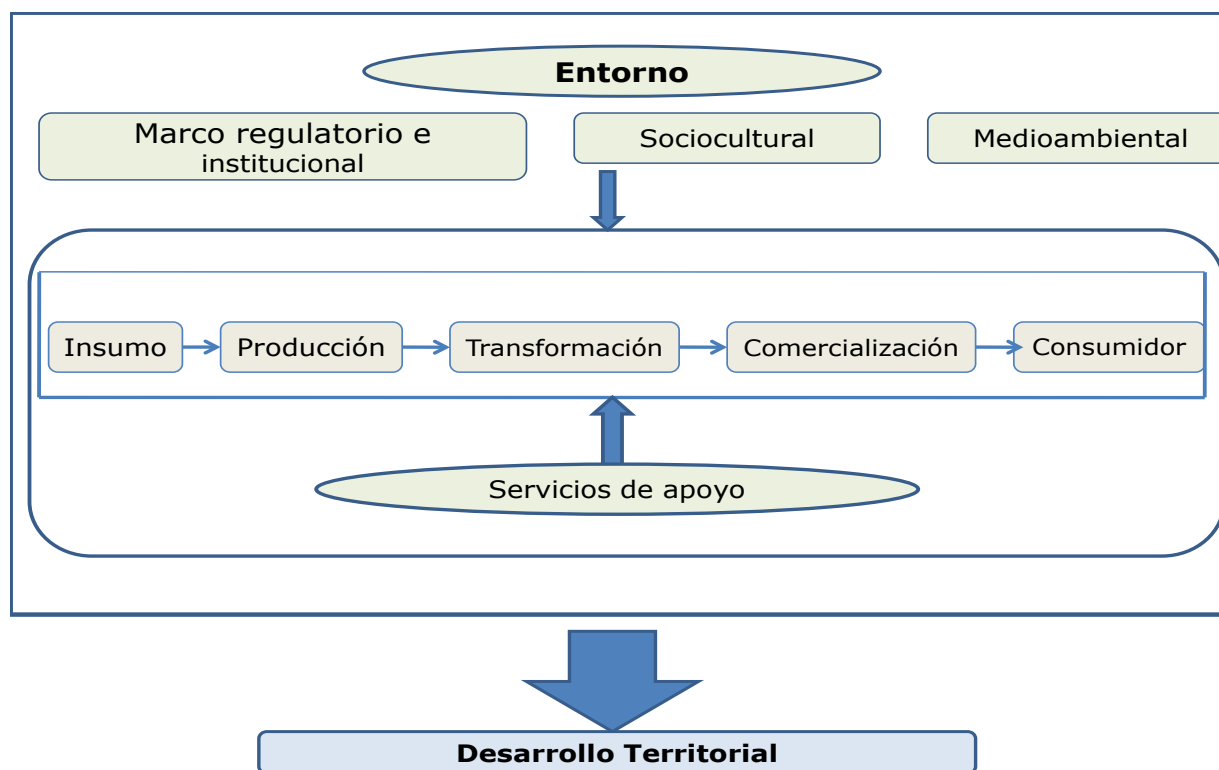 Entorno
Marco regulatorio e
institucional
Sociocultural
Medioambiental
Insumo
Producción
Transformación
Comercialización
Consumidor
Servicios de apoyo
Desarrollo Territorial